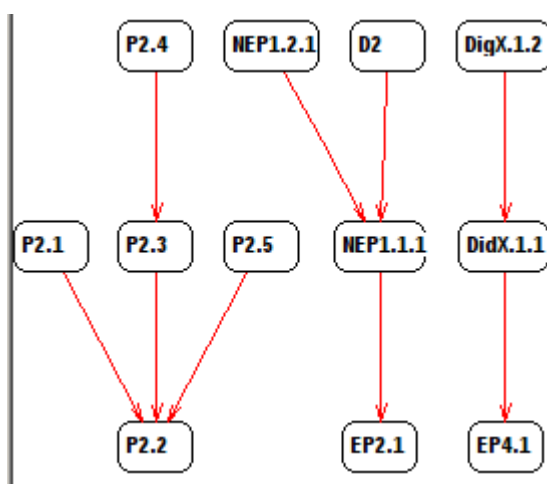 P2.4
NEP1.2.1
D2
DigX.1.2
P2.1
P2.3
P2.5
NEP1.1.1
DidX.1.1
P2.2
EP2.1
EP4.1